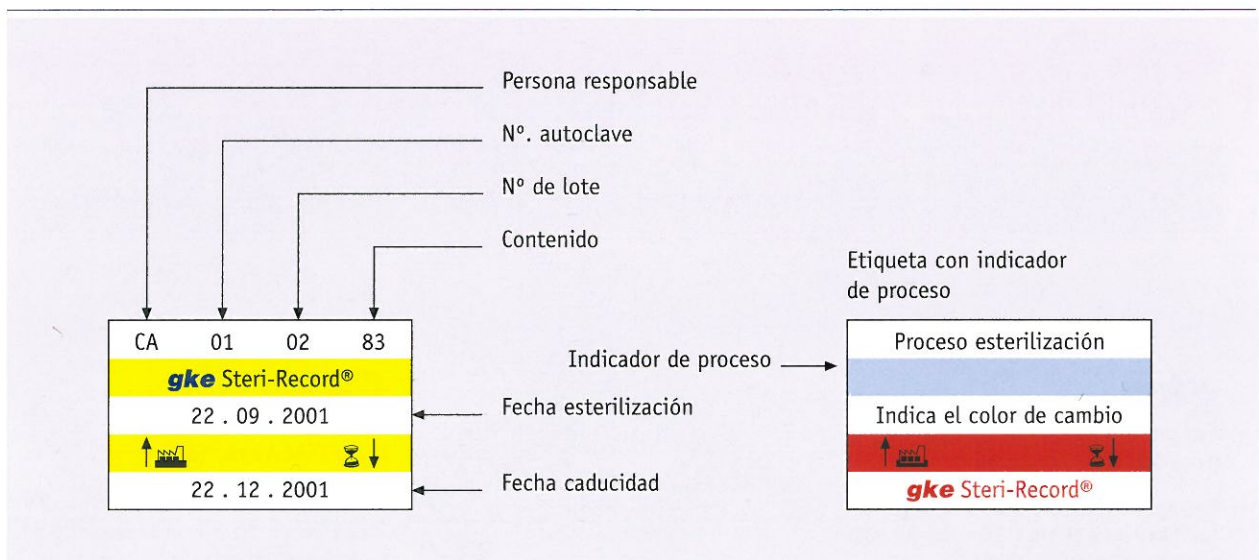 Persona responsable
Nº. autoclave
Nº de lote
Contenido
CA 01 02 83
gke Steri-Record®
22 . 09 . 2001
22 . 12 . 2001
Fecha esterilización
Fecha caducidad
Etiqueta con indicador
de proceso
Indicador de proceso
Proceso esterilización
Indica el color de cambio
gke Steri-Record®